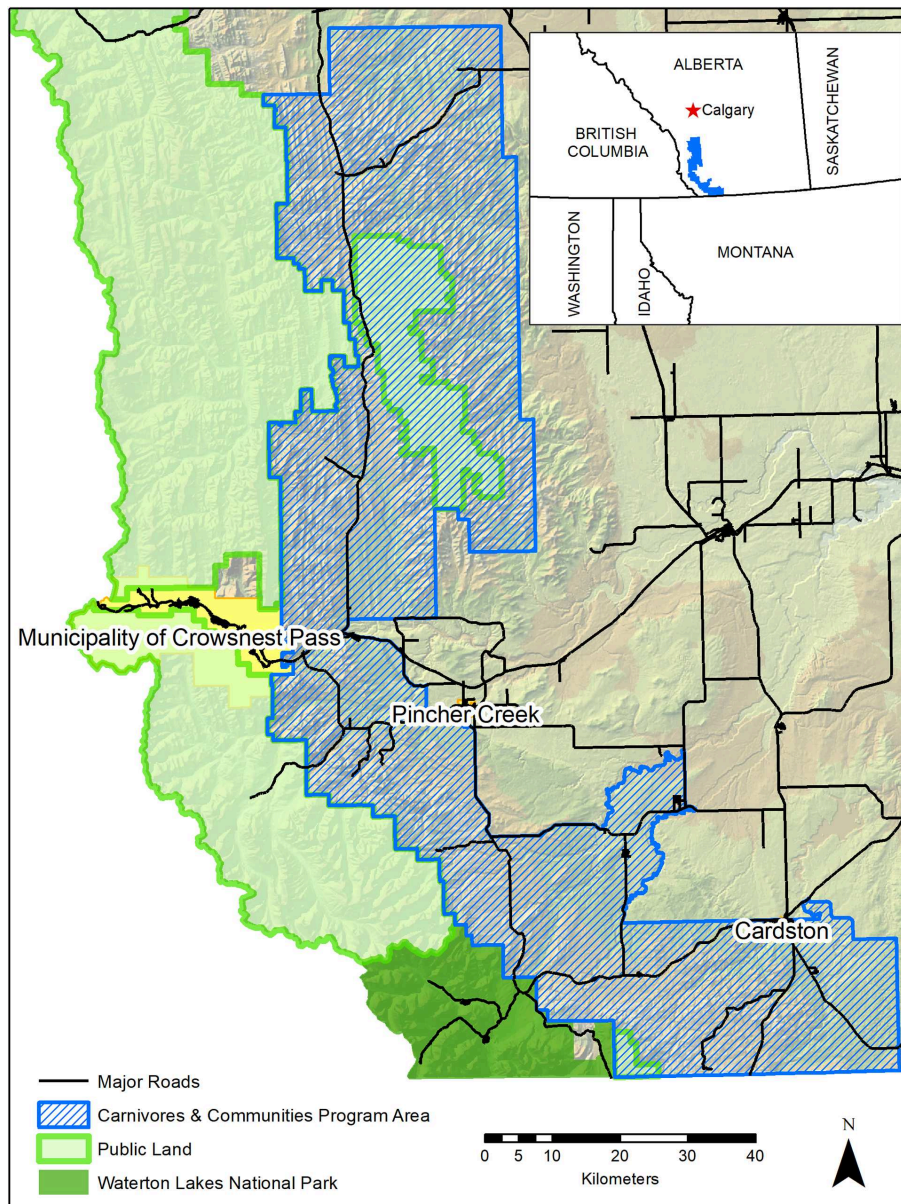 ALBERTA
Calgary
BRITISH
COLUMBIA
SASKATCHEWAN
WASHINGTON
IDAHO
MONTANA
Municipality of Crowsnest Pass
Pincher Creek
Cardston
Major Roads
Carnivores & Communities Program Area
Public Land
Waterton Lakes National Park
0 5 10 20 30 40
Kilometers
N